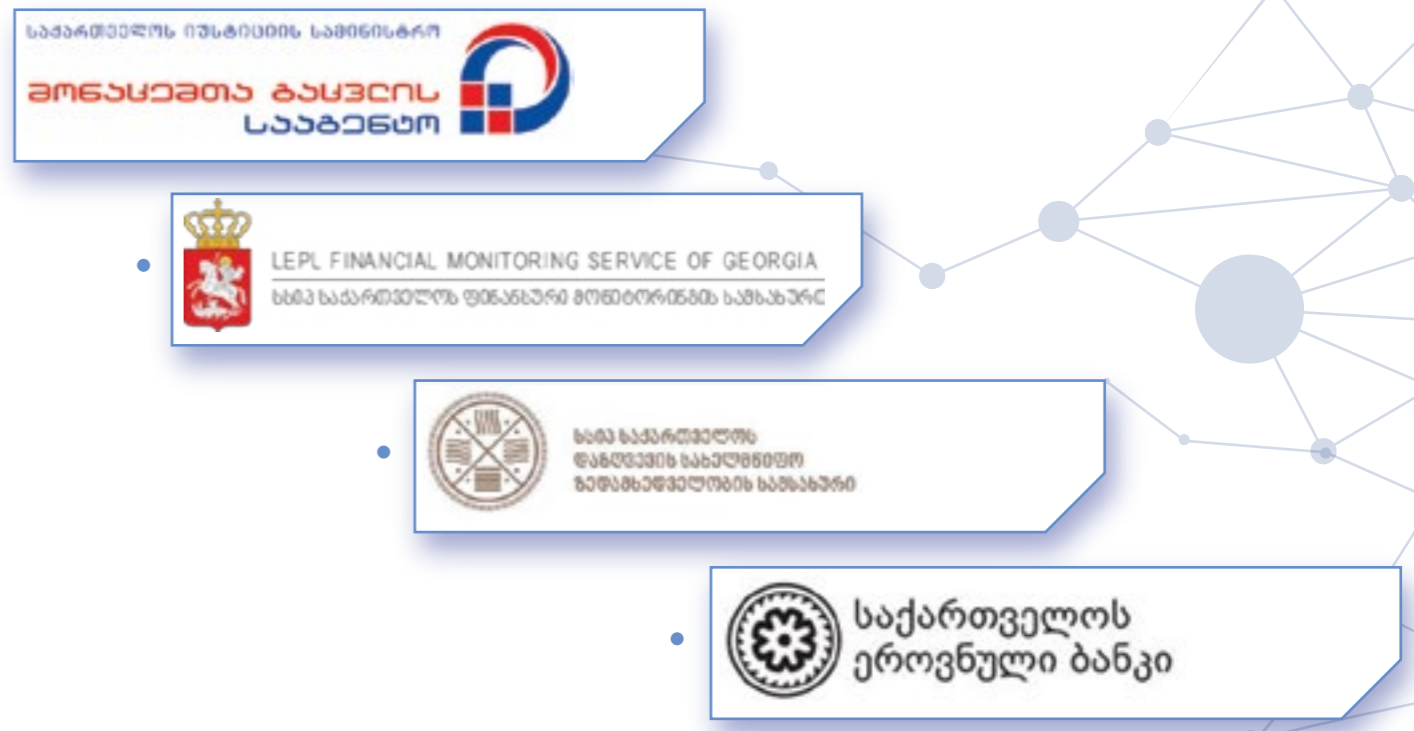 საქართველოს იუსტიციის სამინისტრო
მონაცემთა გაცვლის
სააგენტო
LEPL FINANCIAL MONITORING SERVICE OF GEORGIA
სსიპ საქართველოს ფინანსური მონიტორინგის სამსახური
სსიპ საქართველოს
დაზღვევის სახელმწიფო
ზედამხედველობის სამსახური
საქართველოს
ეროვნული ბანკი